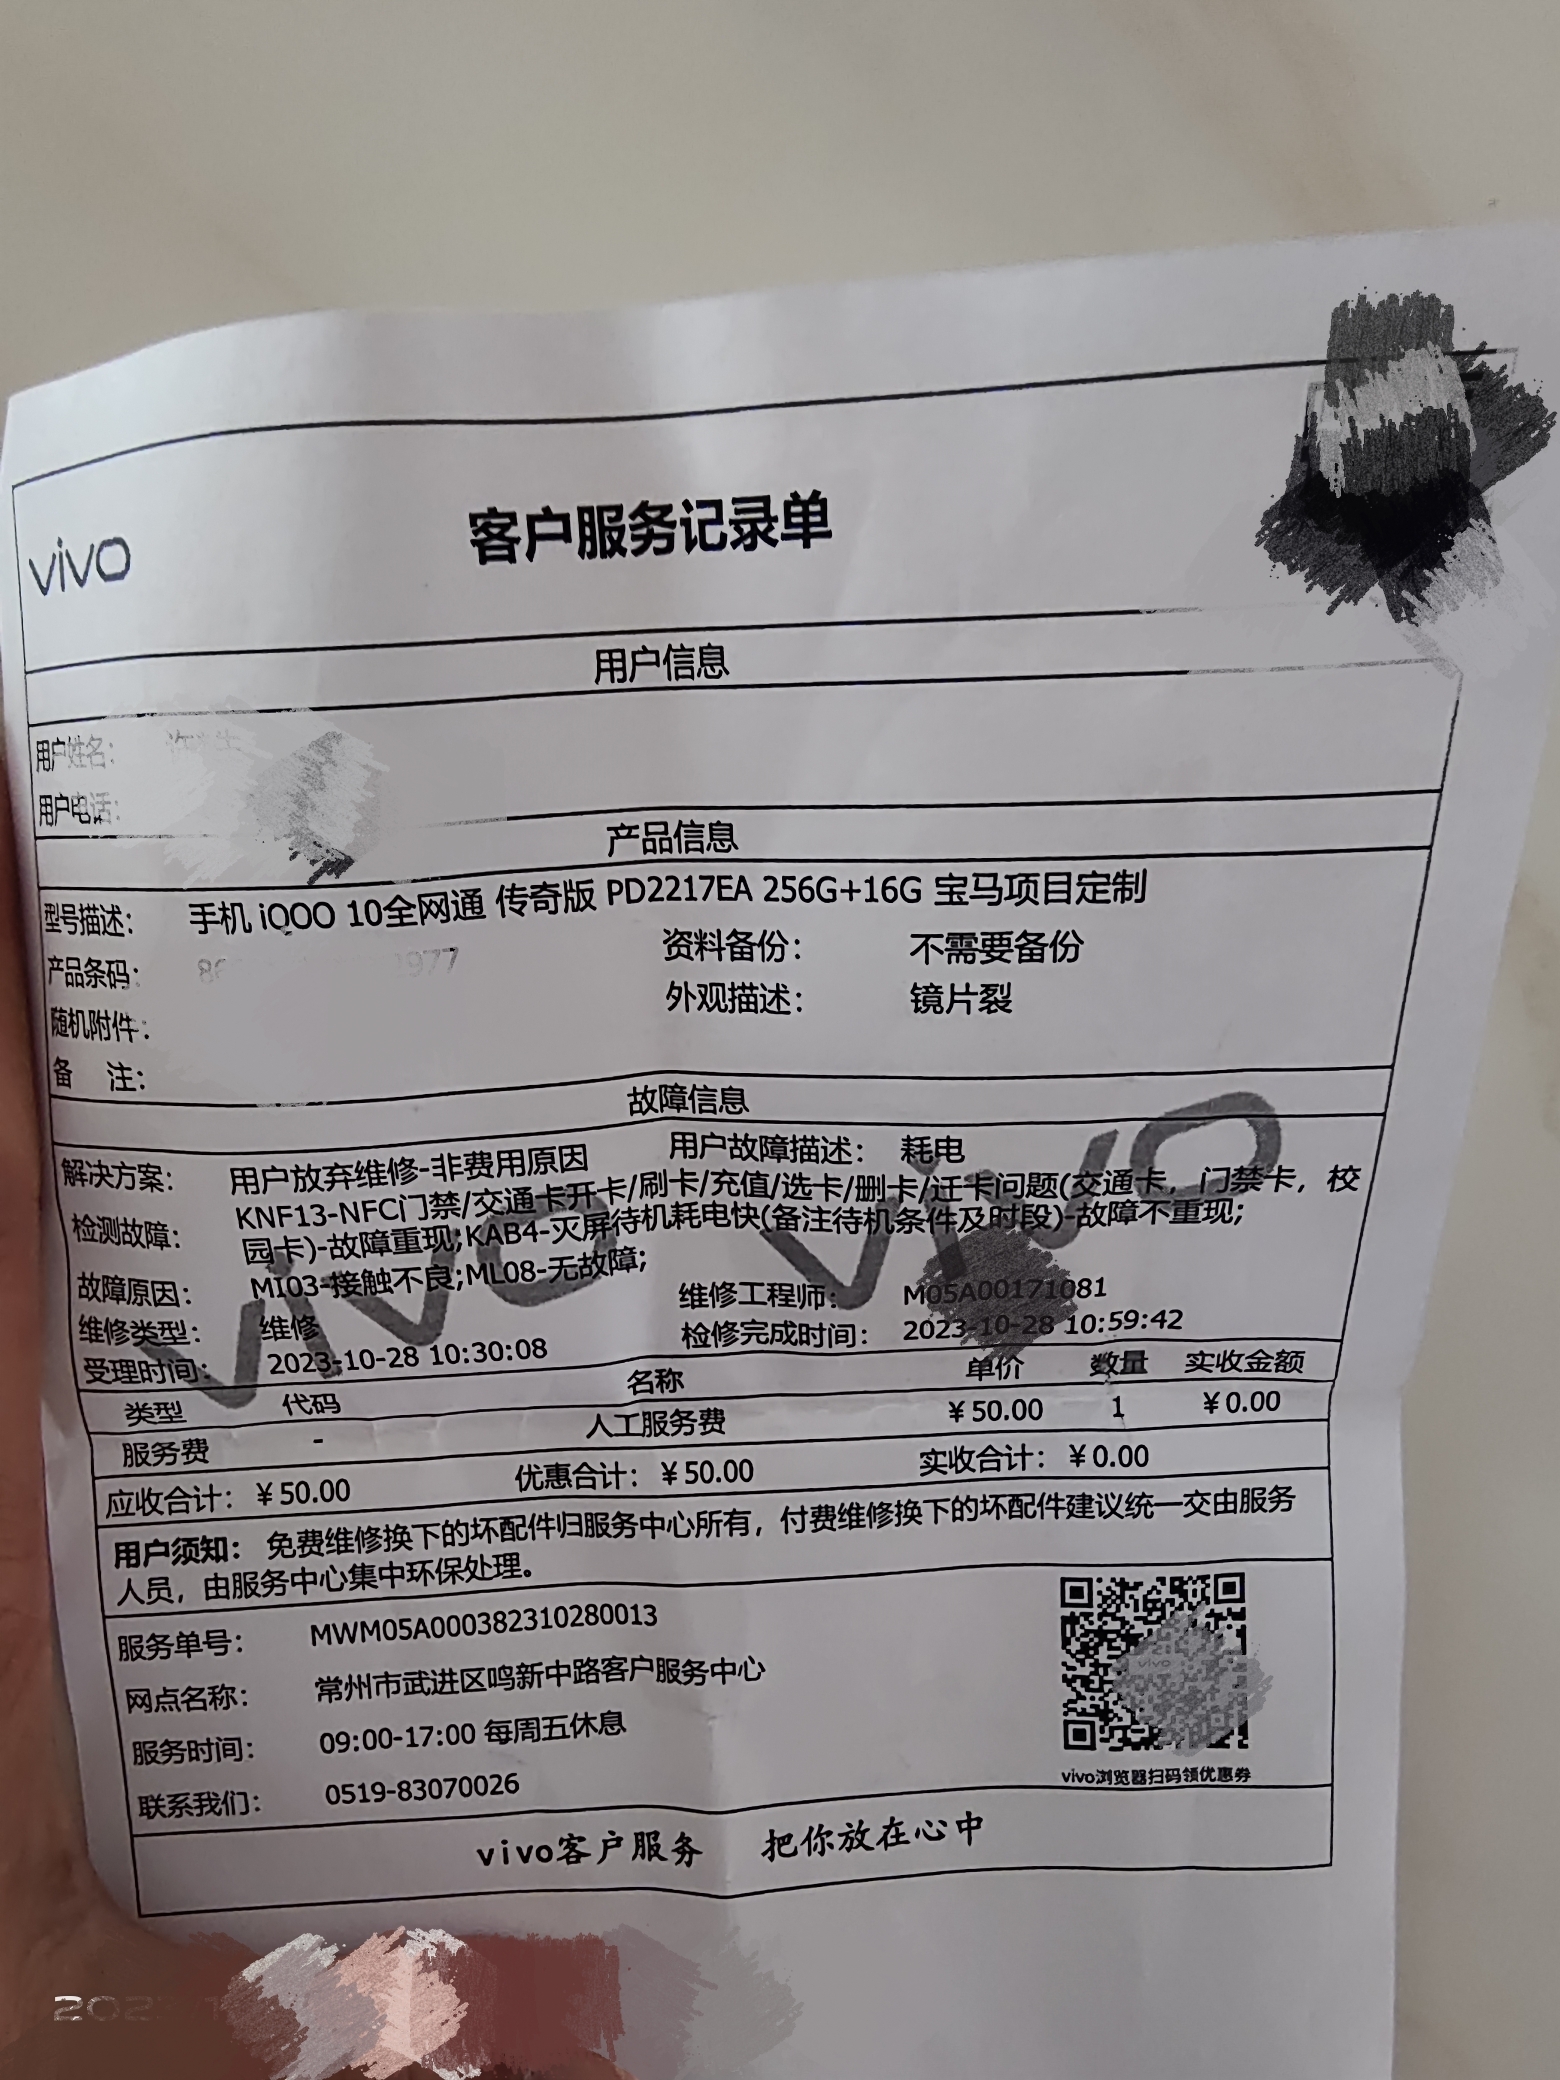 vivo
客户服务记录单
用户信息
用户姓名:
用户电话:
产品信息
型号描述: 手机 iQOO 10全网通 传奇版 PD2217EA 256G+16G 宝马项目定制
产品条码: 1977 资料备份: 不需要备份
随机附件: 外观描述: 镜片裂
备 注:
故障信息
解决方案: 用户放弃维修-非费用原因 用户故障描述: 耗电
检测故障: KNF13-NFC门禁/交通卡开卡/刷卡/充值/选卡/删卡/迁卡问题(交通卡，门禁卡，校
园卡)-故障重现;KAB4-灭屏待机耗电快(备注待机条件及时段)-故障不重现;
故障原因: MI03-接触不良;ML08-无故障;
维修类型: 维修 维修工程师: M05A00171081
受理时间: 2023-10-28 10:30:08 检修完成时间: 2023-10-28 10:59:42
类型 代码 名称 单价 数量 实收金额
服务费 - 人工服务费 ￥50.00 1 ￥0.00
应收合计: ￥50.00 优惠合计: ￥50.00 实收合计: ￥0.00
用户须知: 免费维修换下的坏配件归服务中心所有，付费维修换下的坏配件建议统一交由服务
人员，由服务中心集中环保处理。
服务单号: MWM05A000382310280013
网点名称: 常州市武进区鸣新中路客户服务中心
服务时间: 09:00-17:00 每周五休息
联系我们: 0519-83070026
vivo
vivo浏览器扫码领优惠券
vivo客户服务 把你放在心中
vivo
vivo